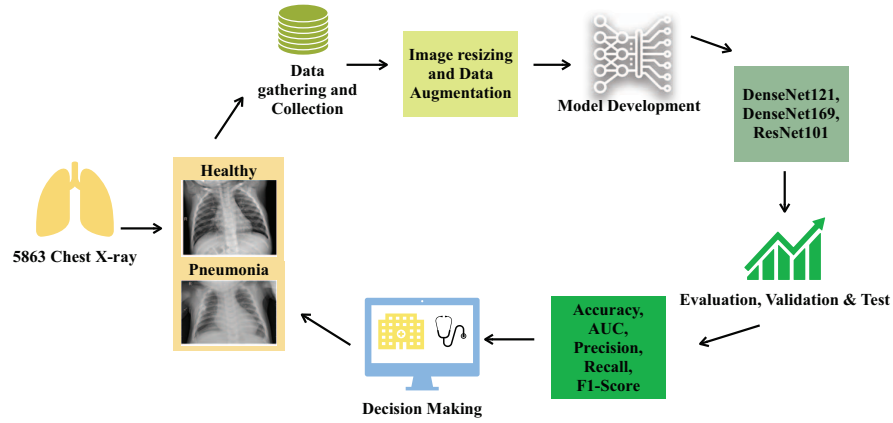 5863 Chest X-ray
Healthy
Pneumonia
Data
gathering and
Collection
Image resizing
and Data
Augmentation
Model Development
DenseNet121,
DenseNet169,
ResNet101
Evaluation, Validation & Test
Accuracy,
AUC,
Precision,
Recall,
F1-Score
Decision Making